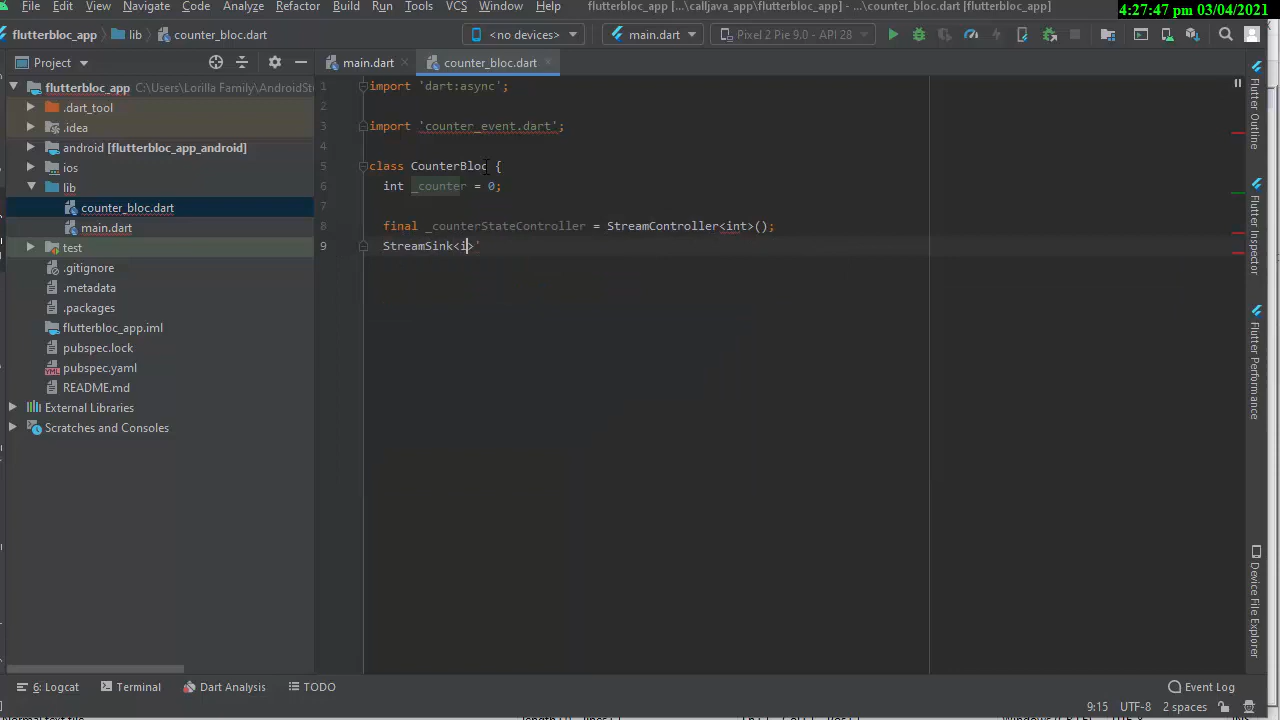 File Edit View Navigate Code Analyze Refactor Build Run Tools VCS Window Help flutterbloc_app [...\calljava_app\flutterbloc_app] - ...\counter_bloc.dart [flutterbloc_app]
4:27:47 pm 03/04/2021
flutterbloc_app lib counter_bloc.dart <no devices> main.dart Pixel 2 Pie 9.0 - API 28
Project main.dart counter_bloc.dart
flutterbloc_app C:\Users\Lorilla Family\AndroidSt
.dart_tool
.idea
android [flutterbloc_app_android]
ios
lib
counter_bloc.dart
main.dart
test
.gitignore
.metadata
.packages
flutterbloc_app.iml
pubspec.lock
pubspec.yaml
README.md
External Libraries
Scratches and Consoles
1 import 'dart:async';
2
3 import 'counter_event.dart';
4
5 class CounterBloc {
6 int _counter = 0;
7
8 final _counterStateController = StreamController<int>();
9 StreamSink<i>'
Flutter Outline
Flutter Inspector
Flutter Performance
Device File Explorer
6: Logcat Terminal Dart Analysis TODO Event Log
9:15 UTF-8 2 spaces